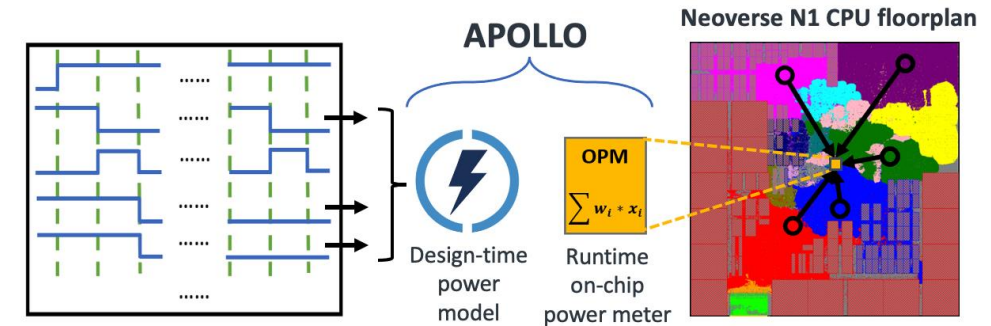 APOLLO
Neoverse N1 CPU floorplan
......
......
......
......
......
......
OPM
∑ wᵢ * xᵢ
Design-time
power
model
Runtime
on-chip
power meter